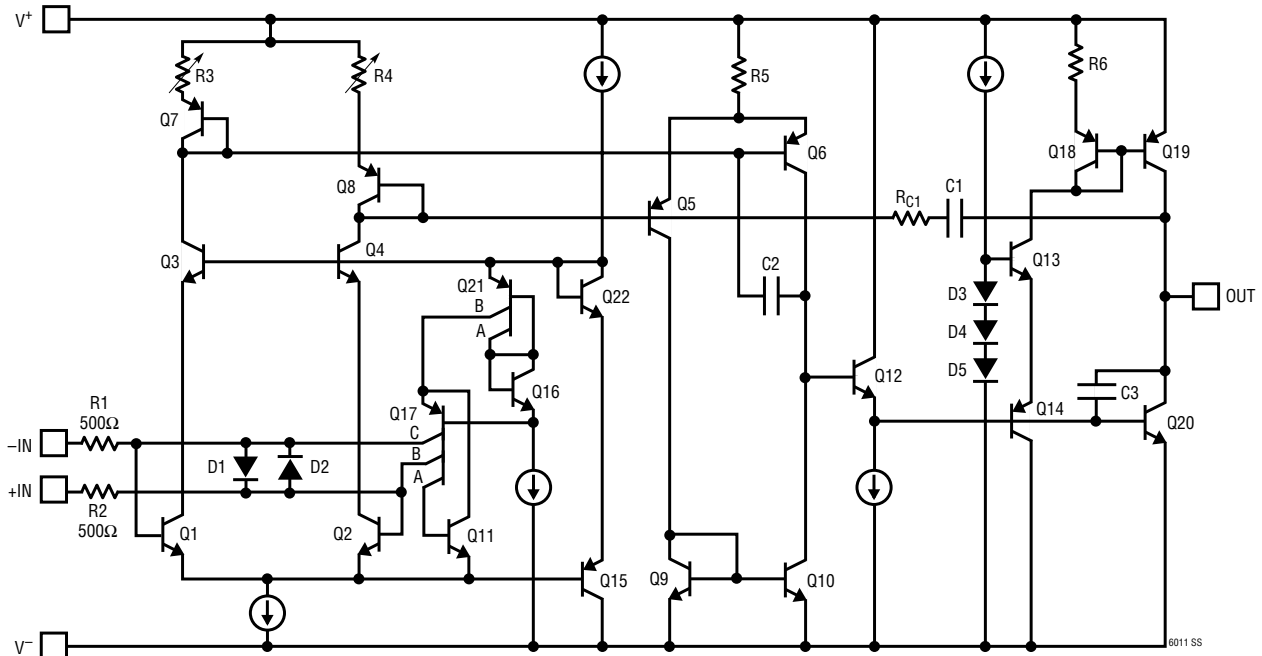 V+
R3
R4
R5
R6
Q7
Q6
Q18
Q19
Q8
Q5
RC1
C1
Q3
Q4
Q21
Q22
C2
Q13
B
A
D3
D4
D5
OUT
Q16
Q12
C3
Q14
Q20
R1
500Ω
–IN
Q17
C
B
A
D1
D2
+IN
R2
500Ω
Q1
Q2
Q11
Q15
Q9
Q10
V–
6011 SS